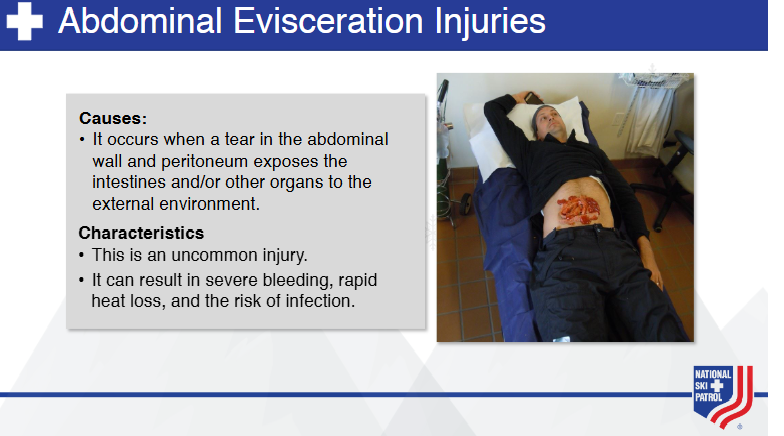 Abdominal Evisceration Injuries
Causes:
• It occurs when a tear in the abdominal
wall and peritoneum exposes the
intestines and/or other organs to the
external environment.
Characteristics
• This is an uncommon injury.
• It can result in severe bleeding, rapid
heat loss, and the risk of infection.
NATIONAL
SKI
PATROL
®